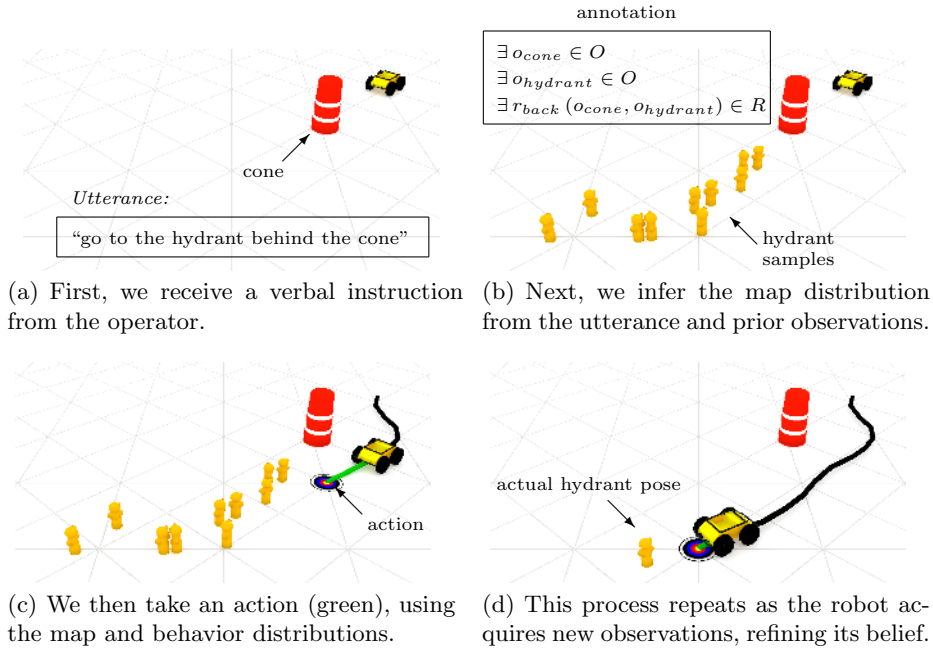 cone
Utterance:
“go to the hydrant behind the cone”
(a) First, we receive a verbal instruction
from the operator.
annotation
∃ o_cone ∈ O
∃ o_hydrant ∈ O
∃ r_back (o_cone, o_hydrant) ∈ R
hydrant
samples
(b) Next, we infer the map distribution
from the utterance and prior observations.
action
(c) We then take an action (green), using
the map and behavior distributions.
actual hydrant pose
(d) This process repeats as the robot ac-
quires new observations, refining its belief.